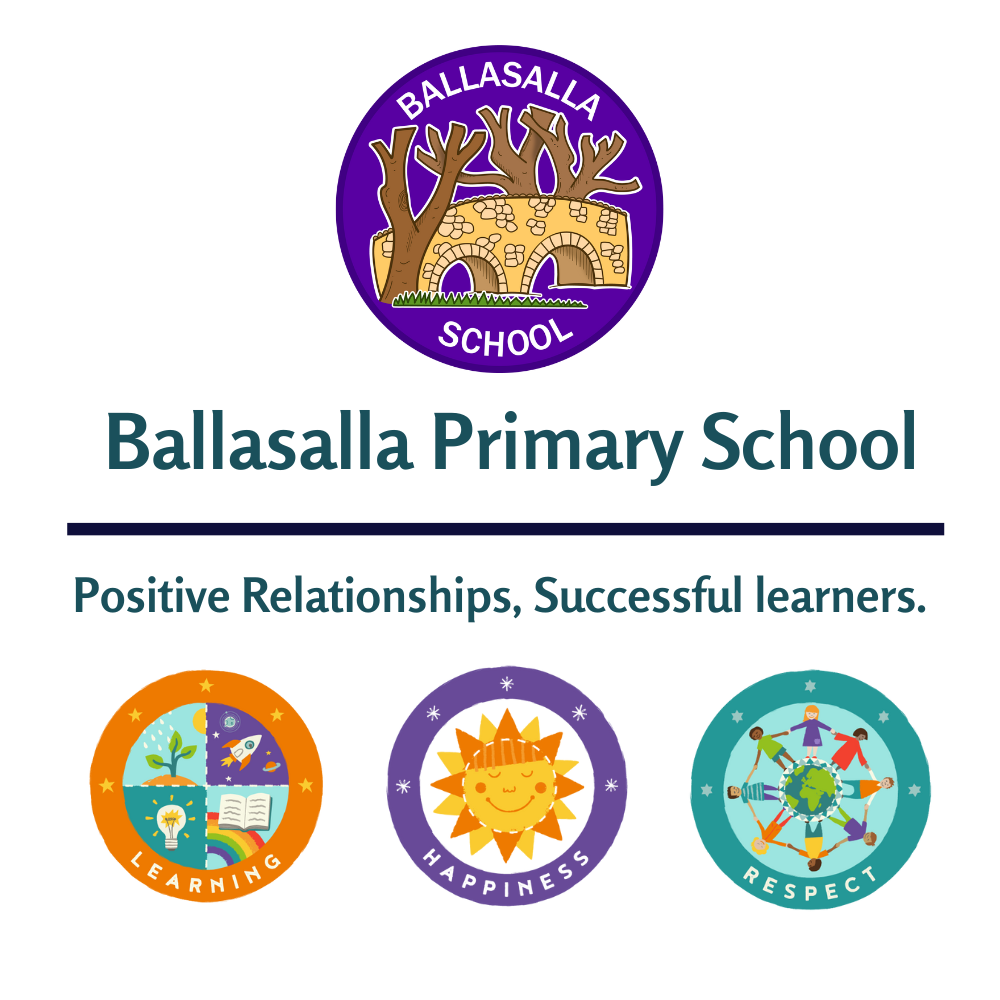 BALLASALLA
SCHOOL
Ballasalla Primary School
Positive Relationships, Successful learners.
LEARNING
HAPPINESS
RESPECT